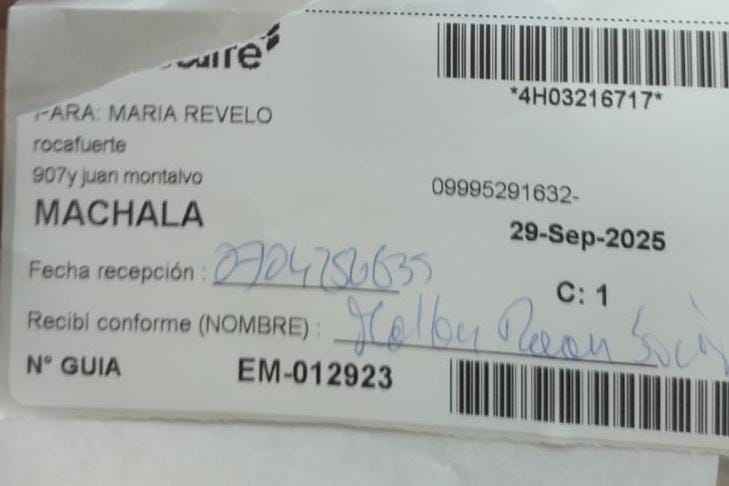 *4H03216717*
PARA: MARIA REVELO
rocafuerte
907y juan montalvo
09995291632-
MACHALA
29-Sep-2025
Fecha recepción : 0704756635
C: 1
Recibí conforme (NOMBRE) :
N° GUIA EM-012923